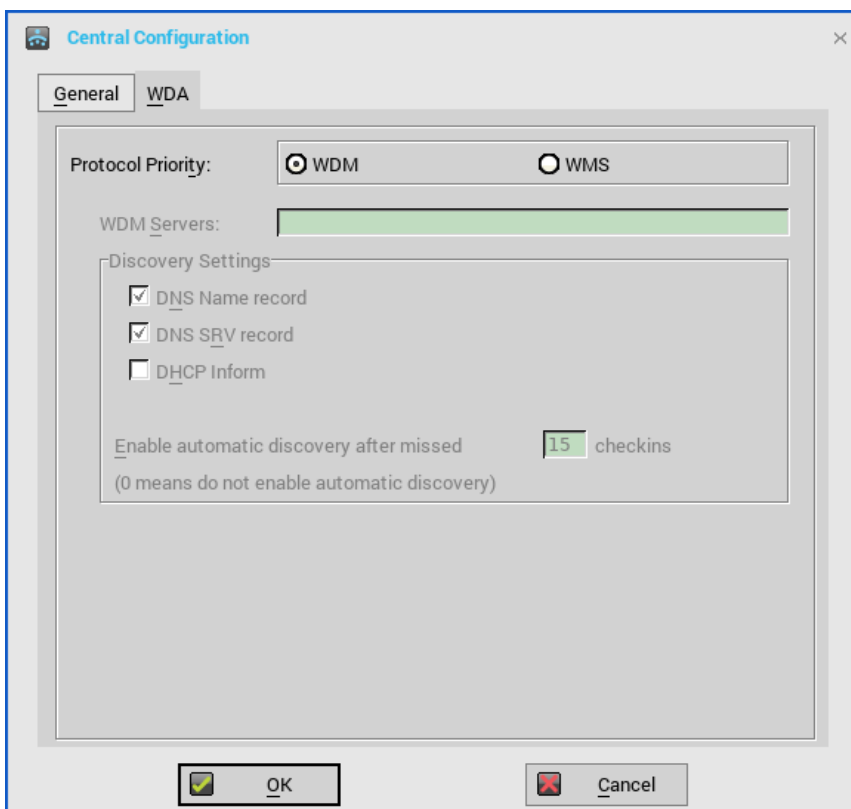 Central Configuration
General WDA
Protocol Priority: WDM WMS
WDM Servers:
Discovery Settings
DNS Name record
DNS SRV record
DHCP Inform
Enable automatic discovery after missed 15 checkins
(0 means do not enable automatic discovery)
OK Cancel